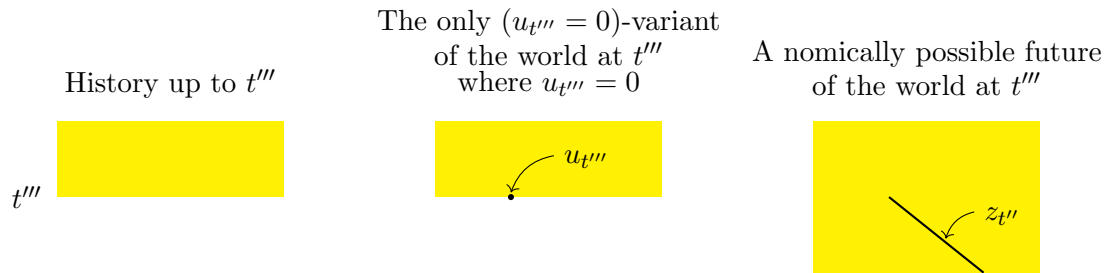 History up to t'''
The only (u_{t'''} = 0)-variant
of the world at t'''
where u_{t'''} = 0
A nomically possible future
of the world at t'''
t'''
u_{t'''}
z_{t''}